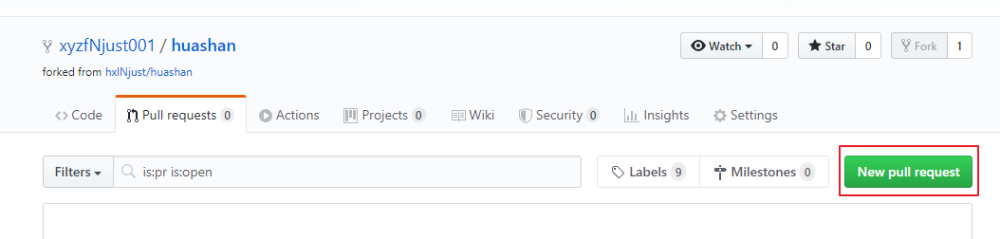 xyzfNjust001 / huashan Watch 0 Star 0 Fork 1
forked from hxlNjust/huashan
Code Pull requests 0 Actions Projects 0 Wiki Security 0 Insights Settings
Filters is:pr is:open Labels 9 Milestones 0 New pull request